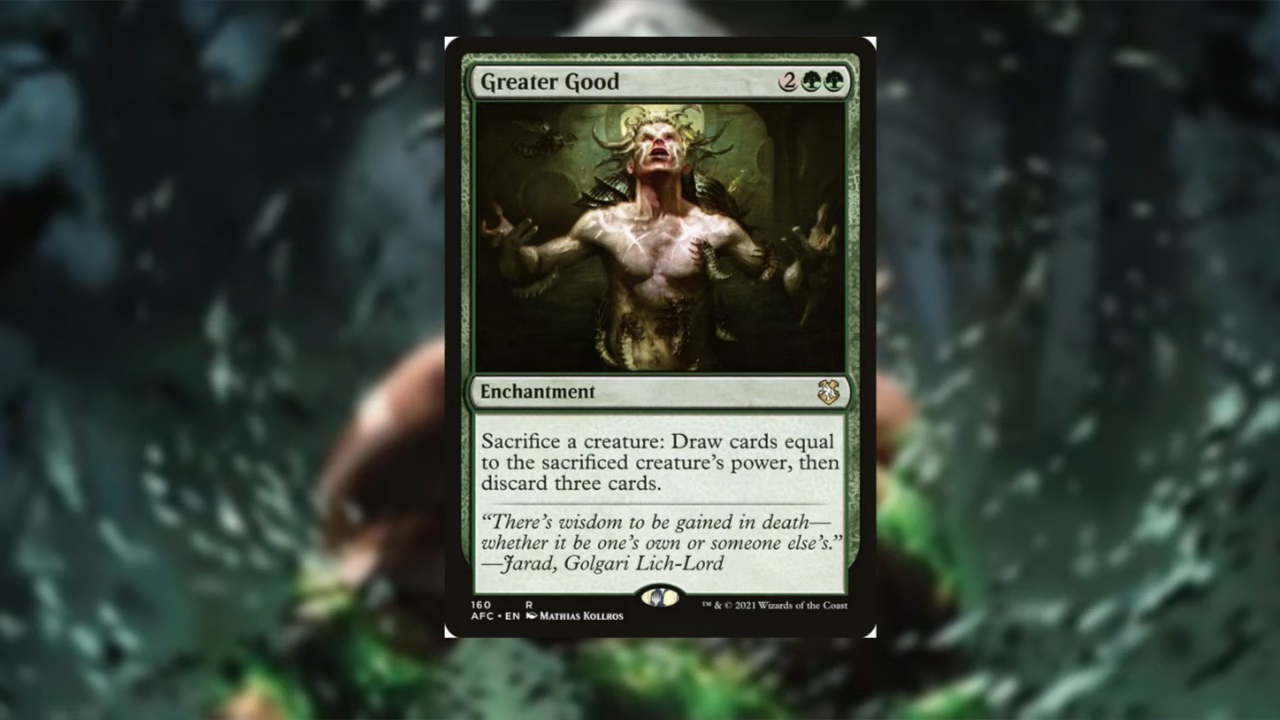 Greater Good 2
Enchantment
Sacrifice a creature: Draw cards equal
to the sacrificed creature's power, then
discard three cards.
“There's wisdom to be gained in death—
whether it be one's own or someone else's.”
—Jarad, Golgari Lich-Lord
160 R
AFC • EN Mathias Kollros
™ & © 2021 Wizards of the Coast